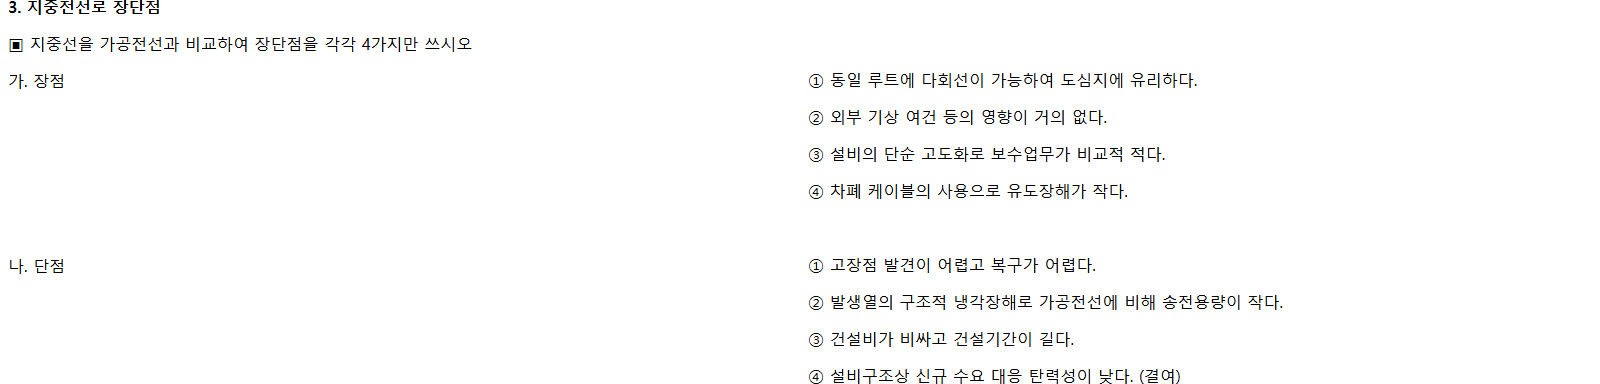 3. 지중전선로 장단점
▣ 지중선을 가공전선과 비교하여 장단점을 각각 4가지만 쓰시오
가. 장점
① 동일 루트에 다회선이 가능하여 도심지에 유리하다.
② 외부 기상 여건 등의 영향이 거의 없다.
③ 설비의 단순 고도화로 보수업무가 비교적 적다.
④ 차폐 케이블의 사용으로 유도장해가 작다.
나. 단점
① 고장점 발견이 어렵고 복구가 어렵다.
② 발생열의 구조적 냉각장해로 가공전선에 비해 송전용량이 작다.
③ 건설비가 비싸고 건설기간이 길다.
④ 설비구조상 신규 수요 대응 탄력성이 낮다. (결여)